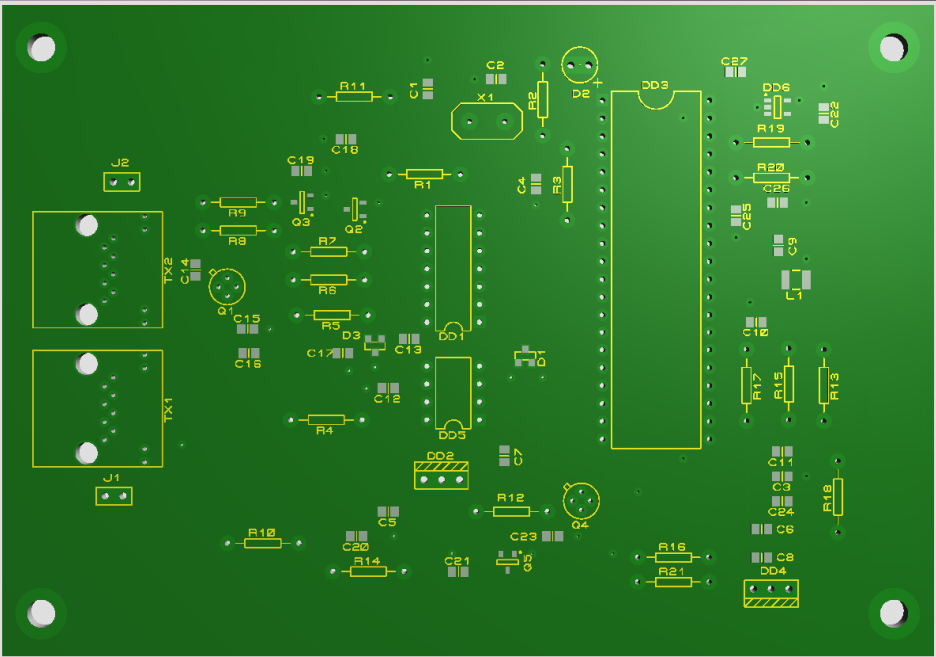 C2
C27
R11
C1
X1
R2
D2
+
DD3
DD6
C22
C18
R19
C19
J2
R1
C4
R3
R20
C26
R9
Q3
Q2
C25
R8
R7
C9
TX2
C14
R6
L1
Q1
C15
R5
D3
DD1
C10
C16
C17
C13
D1
C12
R17
R15
R13
TX1
R4
DD5
DD2
C7
C11
J1
C3
R12
R18
C24
Q4
C5
R10
C20
C23
C6
R14
C21
Q5
R16
C8
R21
DD4